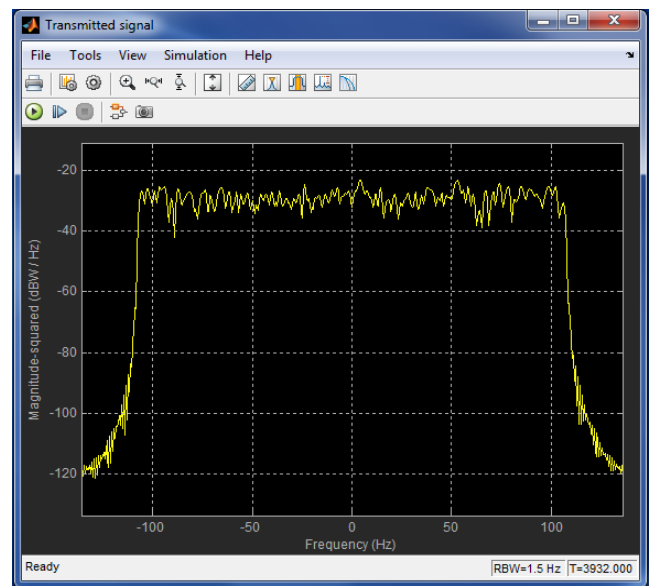 Transmitted signal
File Tools View Simulation Help
-20
-40
-60
-80
-100
-120
Magnitude-squared (dBW / Hz)
-100 -50 0 50 100
Frequency (Hz)
Ready RBW=1.5 Hz T=3932.000